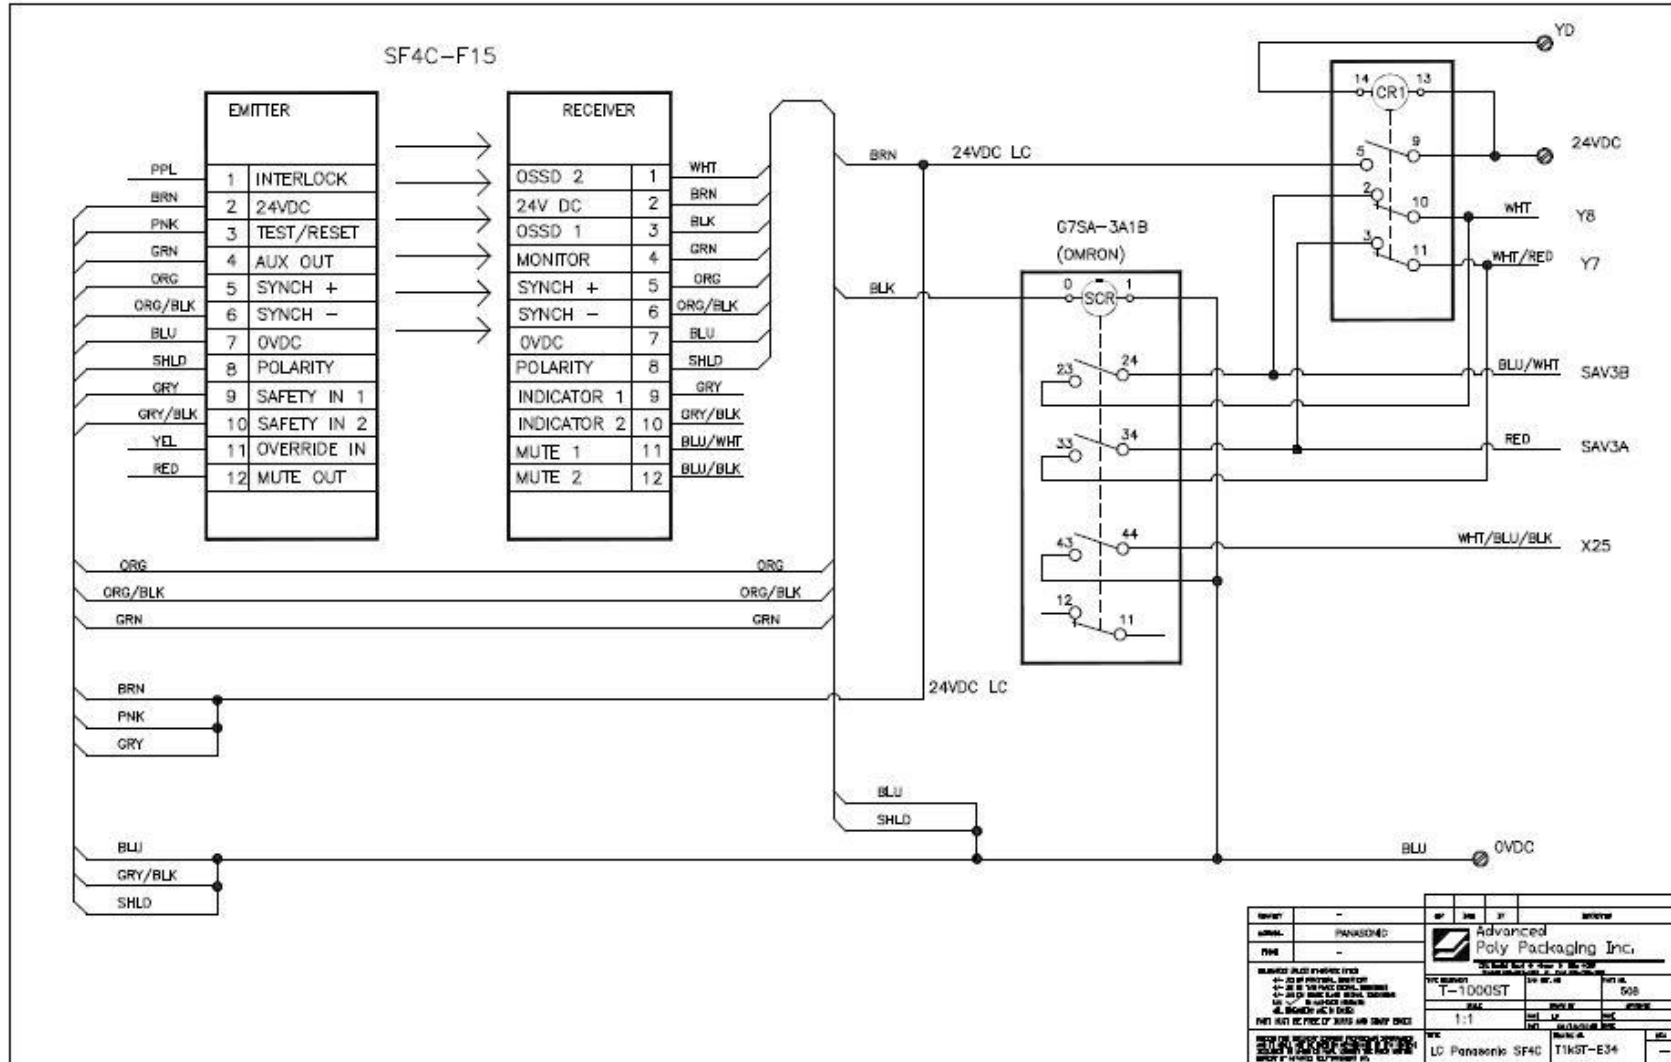 SF4C-F15
EMITTER
PPL 1 INTERLOCK
BRN 2 24VDC
PNK 3 TEST/RESET
GRN 4 AUX OUT
ORG 5 SYNCH +
ORG/BLK 6 SYNCH -
BLU 7 0VDC
SHLD 8 POLARITY
GRY 9 SAFETY IN 1
GRY/BLK 10 SAFETY IN 2
YEL 11 OVERRIDE IN
RED 12 MUTE OUT
RECEIVER
OSSD 2 1 WHT
24V DC 2 BRN
OSSD 1 3 BLK
MONITOR 4 GRN
SYNCH + 5 ORG
SYNCH - 6 ORG/BLK
0VDC 7 BLU
POLARITY 8 SHLD
INDICATOR 1 9 GRY
INDICATOR 2 10 GRY/BLK
MUTE 1 11 BLU/WHT
MUTE 2 12 BLU/BLK
YD
14 CR1 13
BRN 24VDC LC 5 9 24VDC
2 10 WHT Y8
3 11 WHT/RED Y7
G7SA-3A1B
(OMRON)
BLK 0 SCR 1
23 24 BLU/WHT SAV3B
33 34 RED SAV3A
43 44 WHT/BLU/BLK X25
12 11
ORG ORG
ORG/BLK ORG/BLK
GRN GRN
BRN 24VDC LC
PNK
GRY
BLU
SHLD
BLU BLU 0VDC
GRY/BLK
SHLD
PANASONIC
Advanced
Poly Packaging Inc.
T-1000ST
1:1
LC Panasonic SF4C T1kST-E34